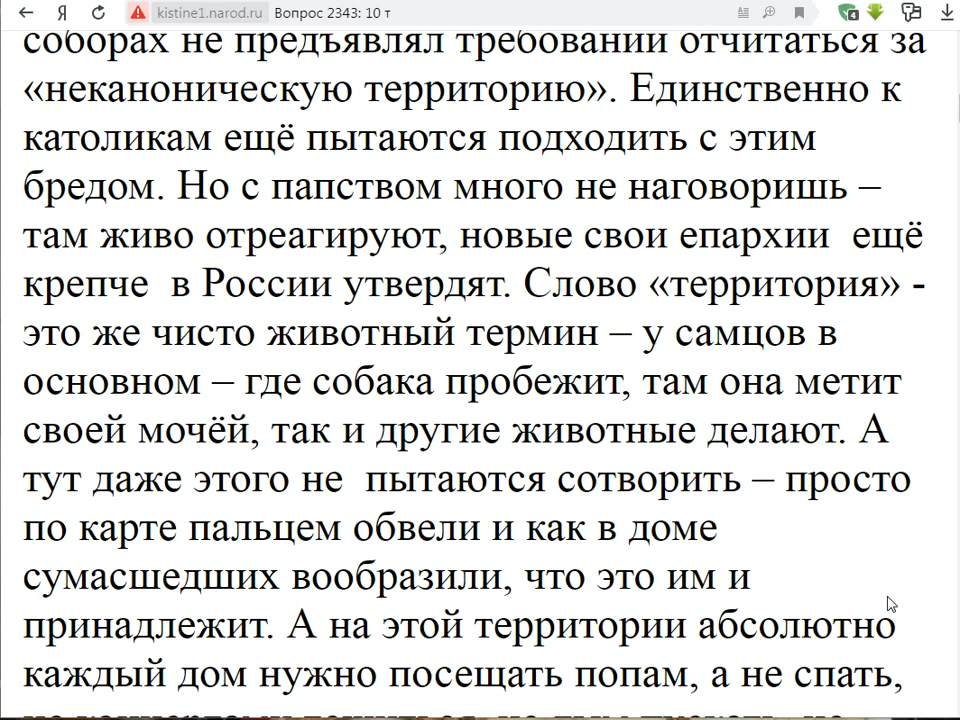 kistine1.narod.ru Вопрос 2343: 10 т
соборах не предъявлял требований отчитаться за
«неканоническую территорию». Единственно к
католикам ещё пытаются подходить с этим
бредом. Но с папством много не наговоришь –
там живо отреагируют, новые свои епархии  ещё
крепче  в России утвердят. Слово «территория» -
это же чисто животный термин – у самцов в
основном – где собака пробежит, там она метит
своей мочёй, так и другие животные делают. А
тут даже этого не  пытаются сотворить – просто
по карте пальцем обвели и как в доме
сумасшедших вообразили, что это им и
принадлежит. А на этой территории абсолютно
каждый дом нужно посещать попам, а не спать,